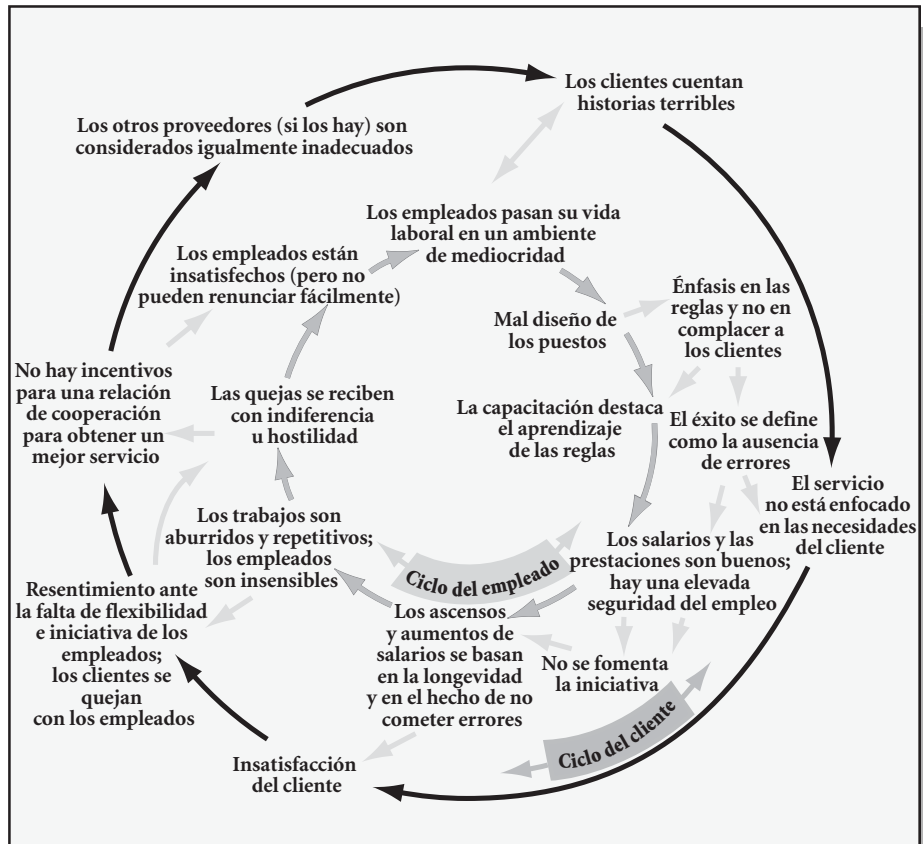 Los clientes cuentan
historias terribles
Los otros proveedores (si los hay) son
considerados igualmente inadecuados
Los empleados pasan su vida
laboral en un ambiente
de mediocridad
Los empleados están
insatisfechos (pero no
pueden renunciar fácilmente)
Énfasis en las
reglas y no en
complacer a
los clientes
Mal diseño de
los puestos
No hay incentivos
para una relación
de cooperación
para obtener un
mejor servicio
Las quejas se reciben
con indiferencia
u hostilidad
La capacitación destaca
el aprendizaje
de las reglas
El éxito se define
como la ausencia
de errores
El servicio
no está enfocado
en las necesidades
del cliente
Los trabajos son
aburridos y repetitivos;
los empleados
son insensibles
Ciclo del empleado
Los salarios y las
prestaciones son buenos;
hay una elevada
seguridad del empleo
Resentimiento ante
la falta de flexibilidad
e iniciativa de los
empleados;
los clientes se
quejan
con los empleados
Los ascensos
y aumentos de
salarios se basan
en la longevidad
y en el hecho de no
cometer errores
No se fomenta
la iniciativa
Ciclo del cliente
Insatisfacción
del cliente